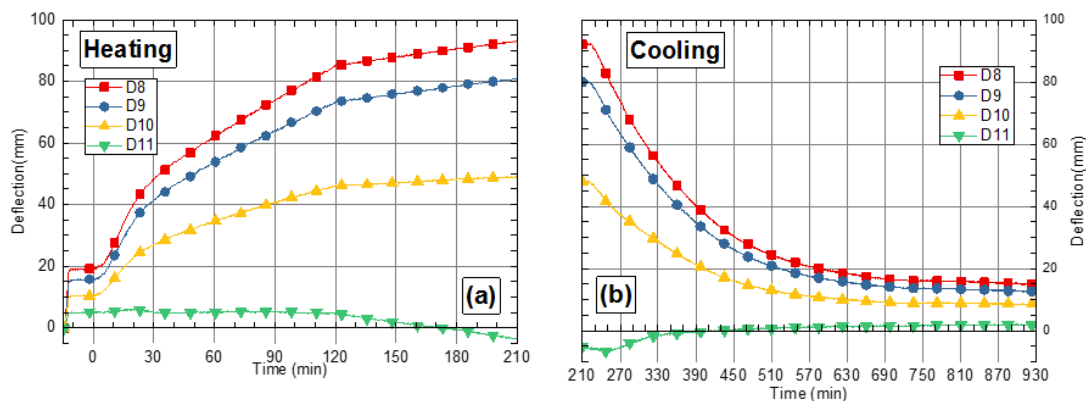 Heating
D8
D9
D10
D11
Deflection(mm)
100
80
60
40
20
0
(a)
0 30 60 90 120 150 180 210
Time (min)
Cooling
D8
D9
D10
D11
Deflection(mm)
100
80
60
40
20
0
(b)
210 270 330 390 450 510 570 630 690 750 810 870 930
Time (min)